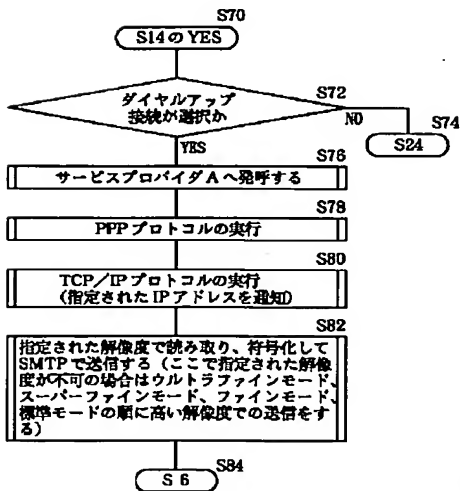 S70
S14のYES
S72
ダイヤルアップ
接続が選択か
NO
S74
S24
YES
S76
サービスプロバイダAへ発呼する
S78
PPPプロトコルの実行
S80
TCP/IPプロトコルの実行
(指定されたIPアドレスを通知)
S82
指定された解像度で読み取り、符号化して
SMTPで送信する(ここで指定された解像
度が不可の場合はウルトラファインモード、
スーパーファインモード、ファインモード、
標準モードの順に高い解像度での送信をす
る)
S84
S6